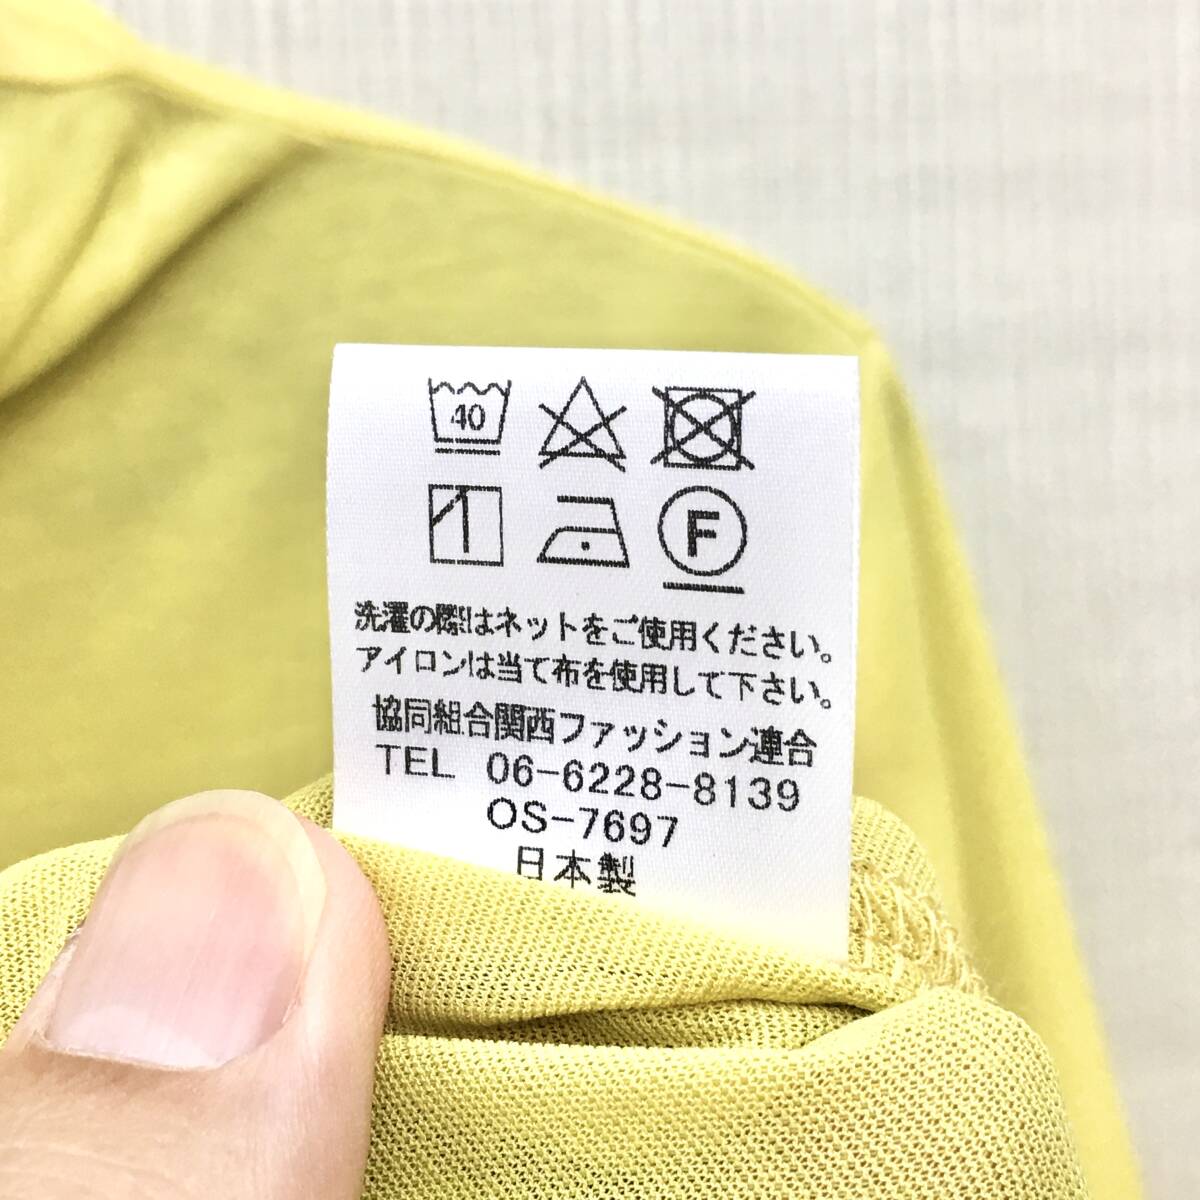 40
F
洗濯の際はネットをご使用ください。
アイロンは当て布を使用して下さい。
協同組合関西ファッション連合
TEL 06-6228-8139
OS-7697
日本製